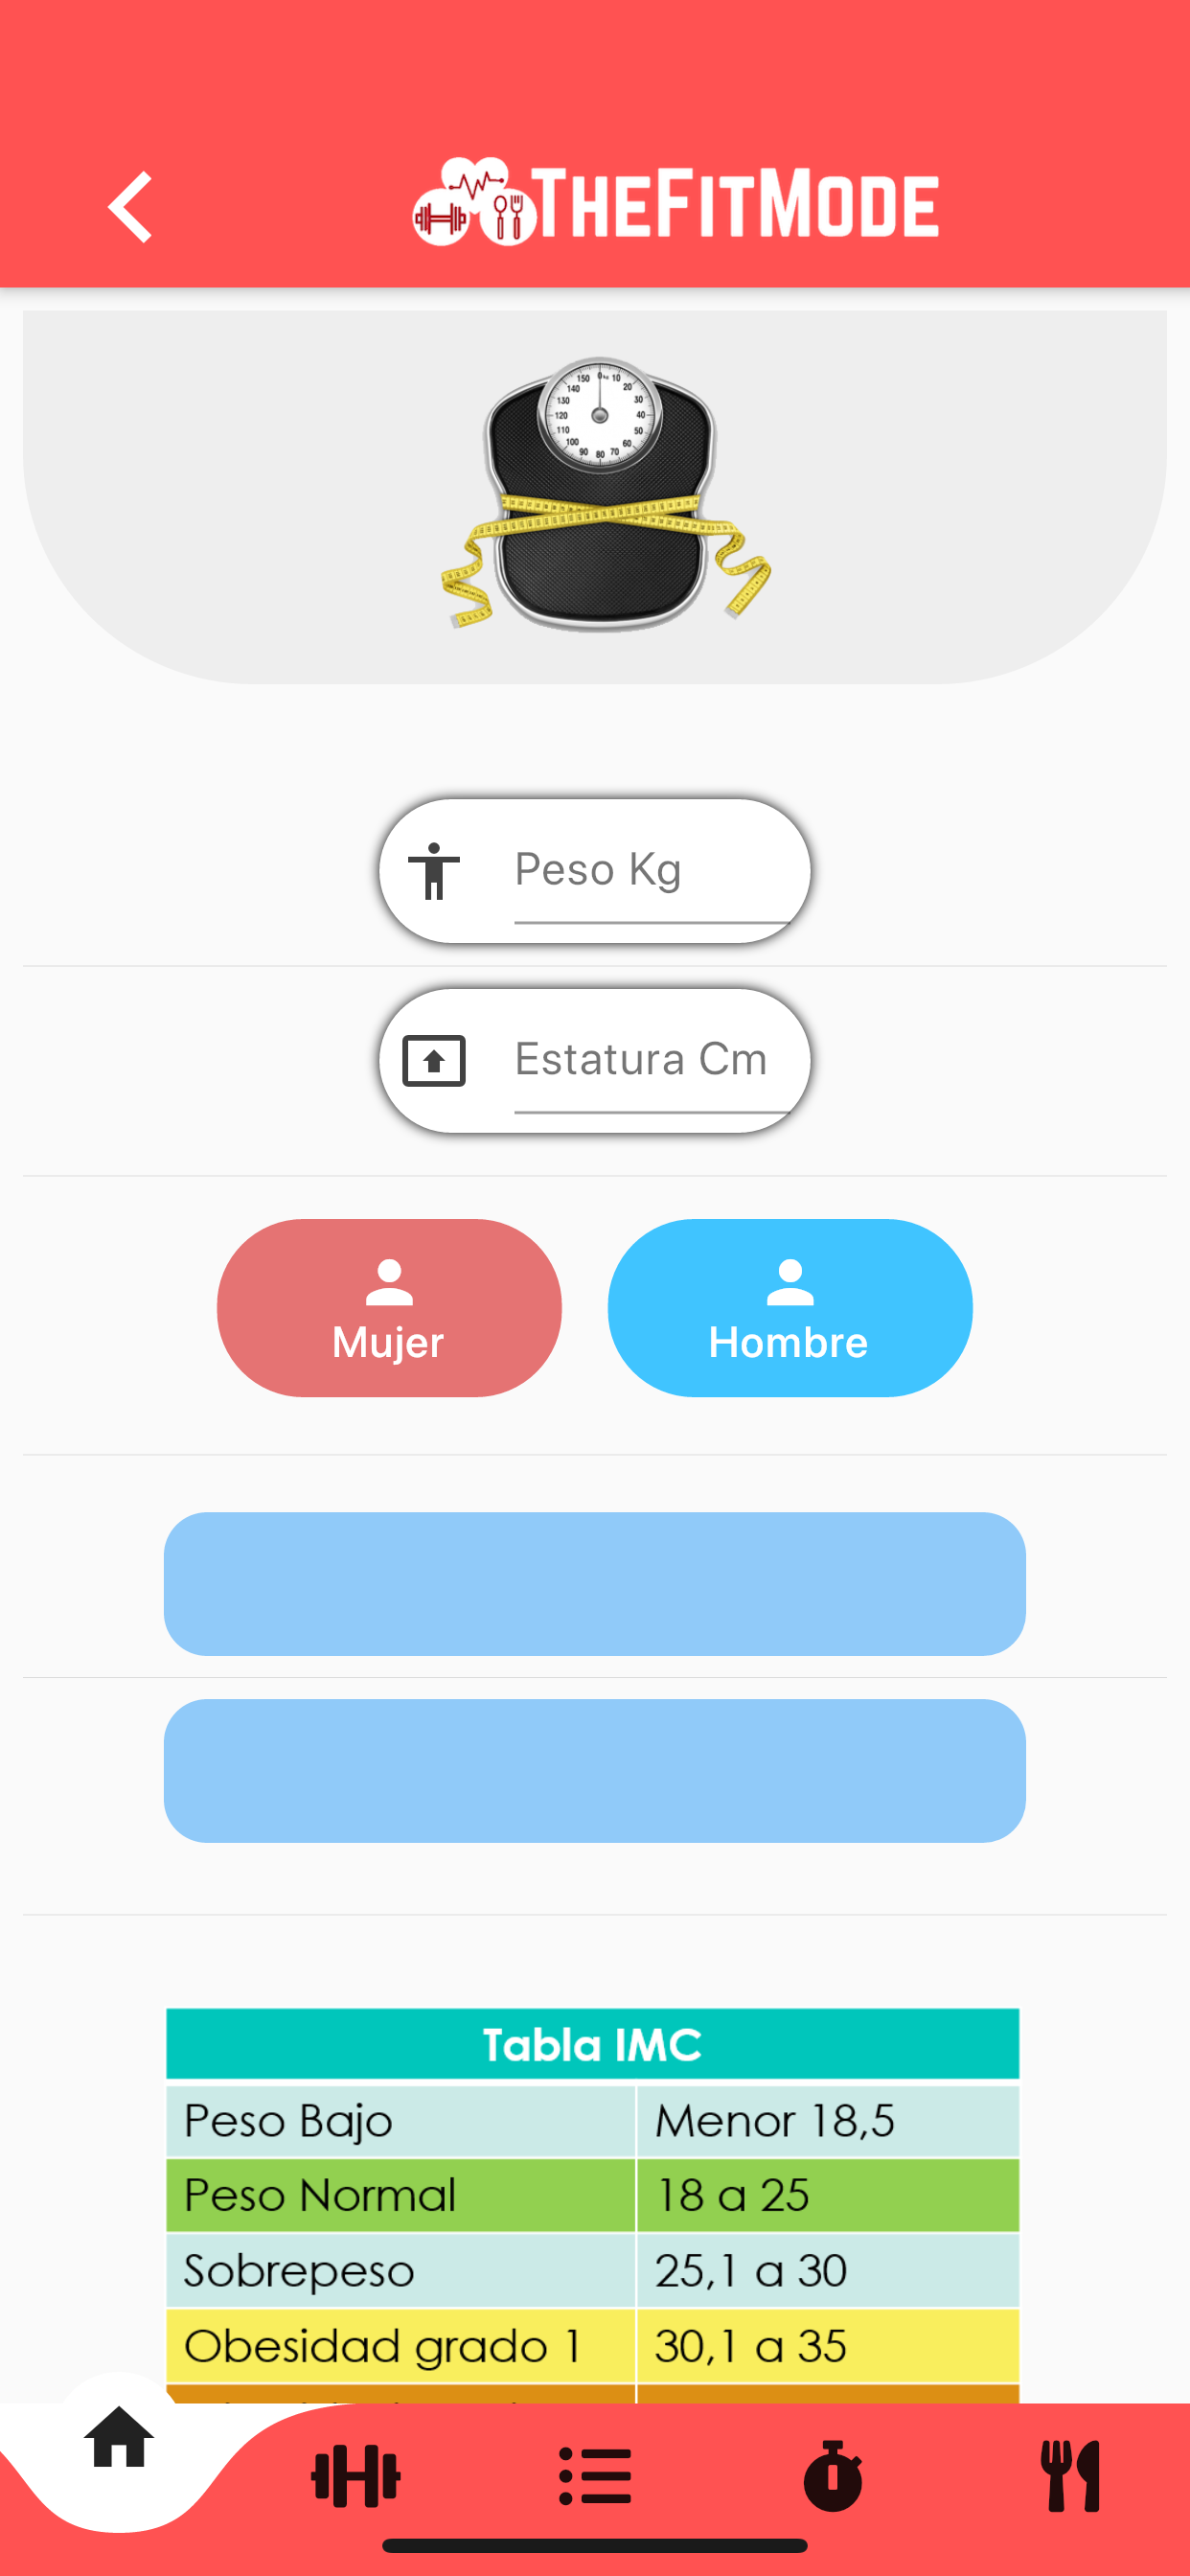 THEFITMODE
0 kg 10 20 30 40 50 60 70 80 90 100 110 120 130 140 150
Peso Kg
Estatura Cm
Mujer Hombre
Tabla IMC
Peso Bajo Menor 18,5
Peso Normal 18 a 25
Sobrepeso 25,1 a 30
Obesidad grado 1 30,1 a 35